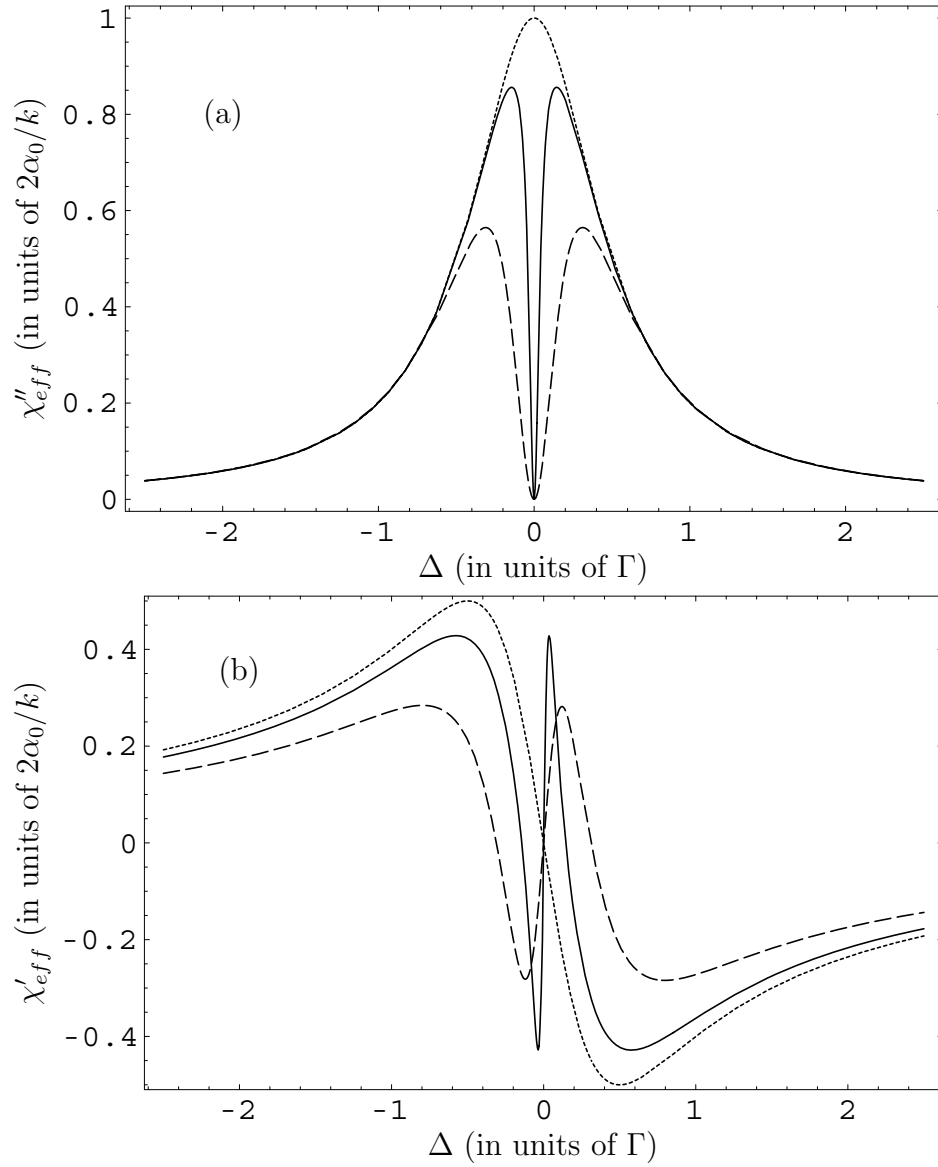 1
0.8
0.6
0.4
0.2
0
(a)
χ''eff (in units of 2α₀/k)
-2 -1 0 1 2
Δ (in units of Γ)
0.4
0.2
0
-0.2
-0.4
(b)
χ'eff (in units of 2α₀/k)
-2 -1 0 1 2
Δ (in units of Γ)